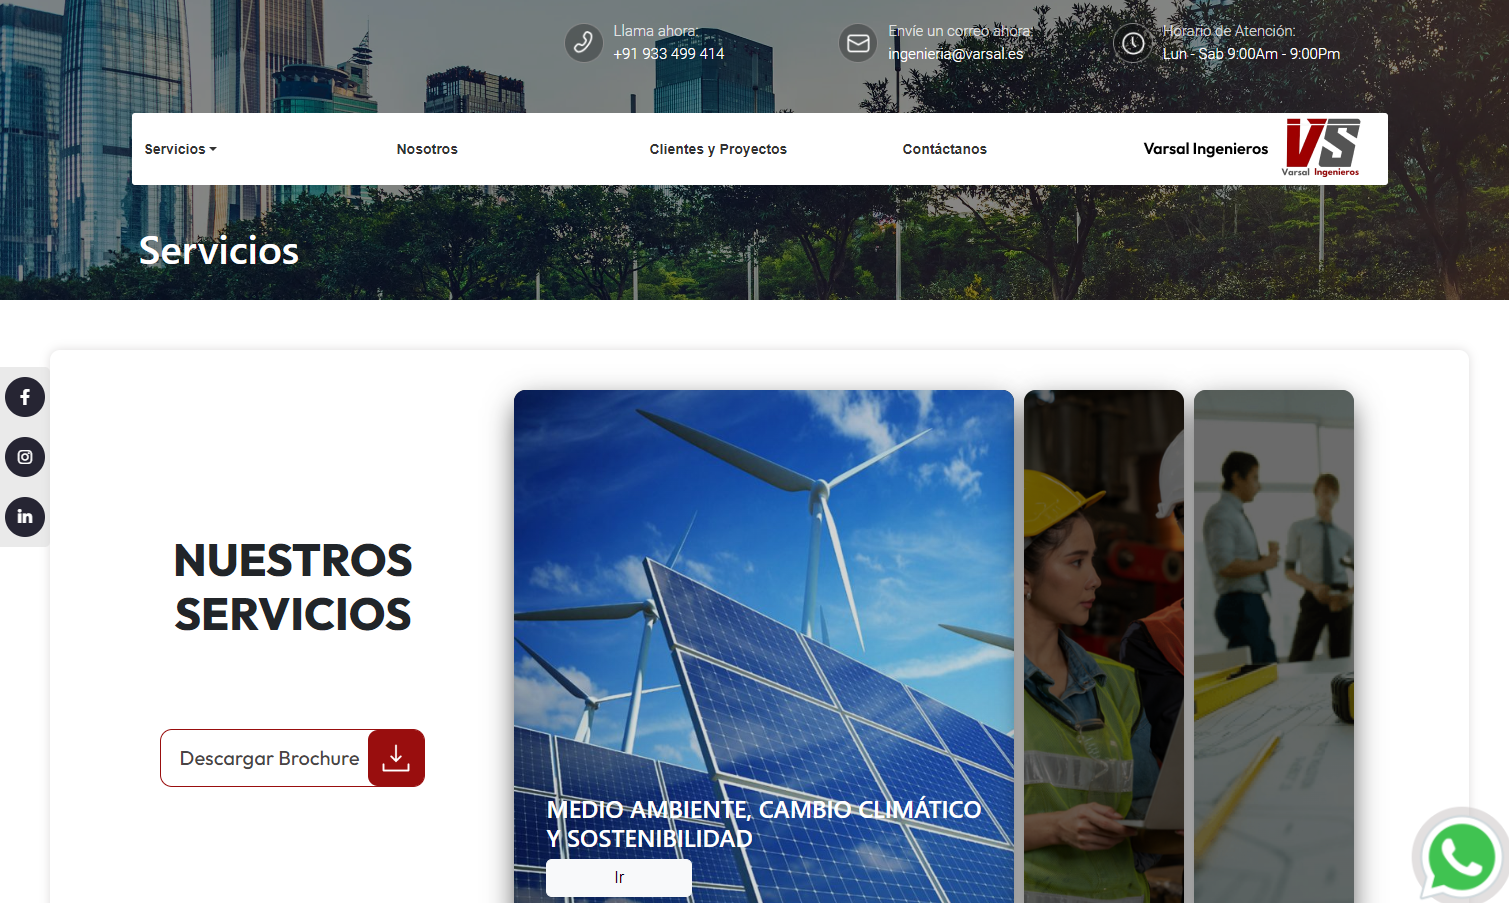 Llama ahora:
+91 933 499 414
Envíe un correo ahora:
ingenieria@varsal.es
Horario de Atención:
Lun - Sab 9:00Am - 9:00Pm
Servicios
Nosotros
Clientes y Proyectos
Contáctanos
Varsal Ingenieros
VS
Varsal Ingenieros
Servicios
NUESTROS
SERVICIOS
Descargar Brochure
MEDIO AMBIENTE, CAMBIO CLIMÁTICO
Y SOSTENIBILIDAD
Ir